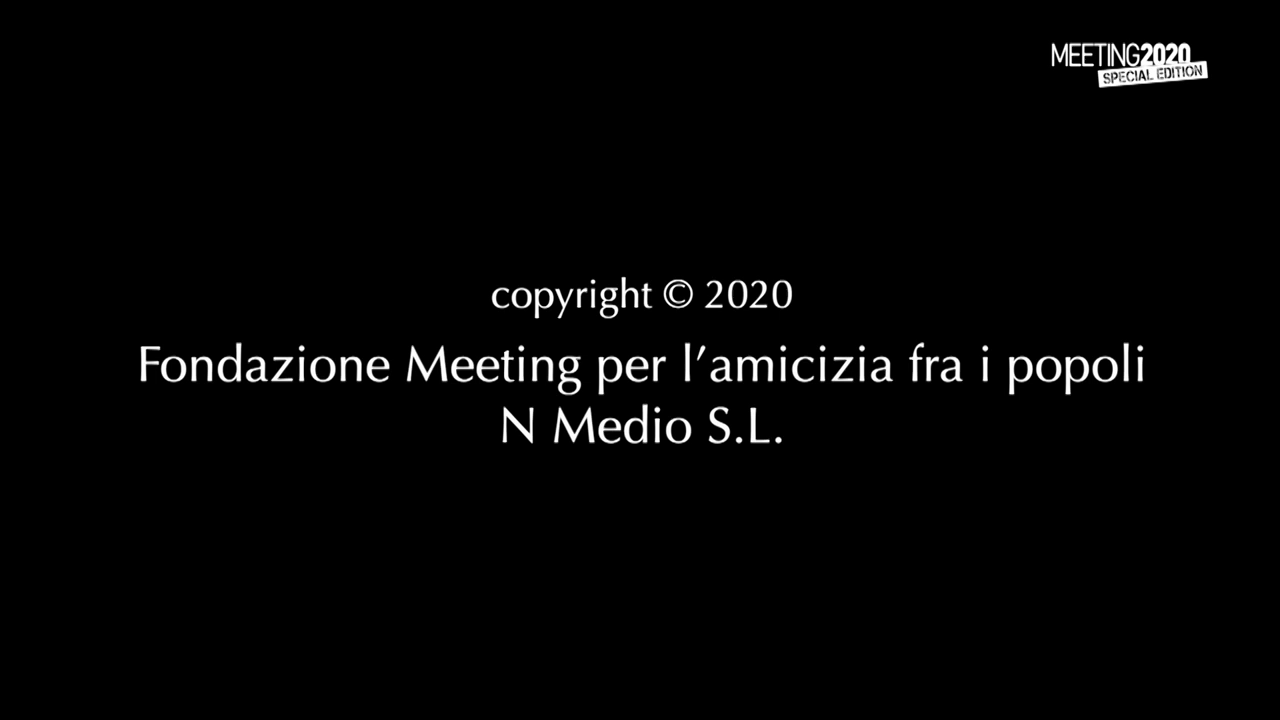 MEETING2020
SPECIAL EDITION
copyright © 2020
Fondazione Meeting per l’amicizia fra i popoli
N Medio S.L.